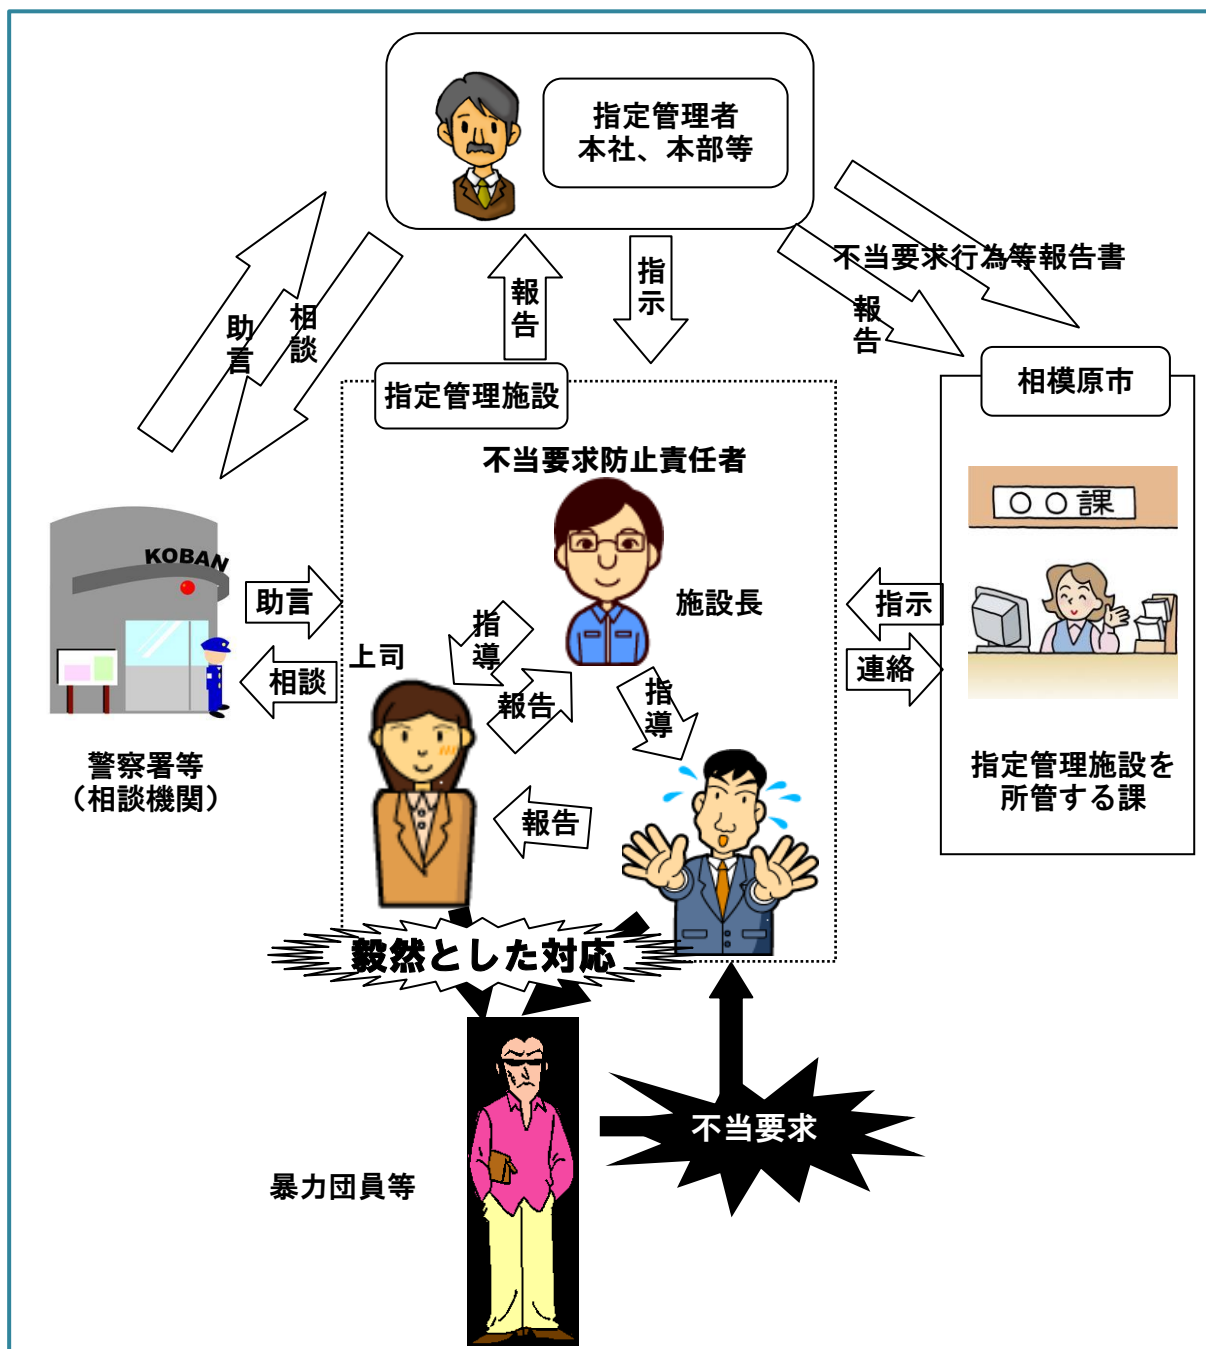 指定管理者
本社、本部等
不当要求行為等報告書
報告
指示
報告
助言
相談
指定管理施設
相模原市
不当要求防止責任者
○○課
KOBAN
助言
施設長
指示
指導
上司
相談
報告
指導
連絡
警察署等
(相談機関)
指定管理施設を
所管する課
報告
毅然とした対応
不当要求
暴力団員等